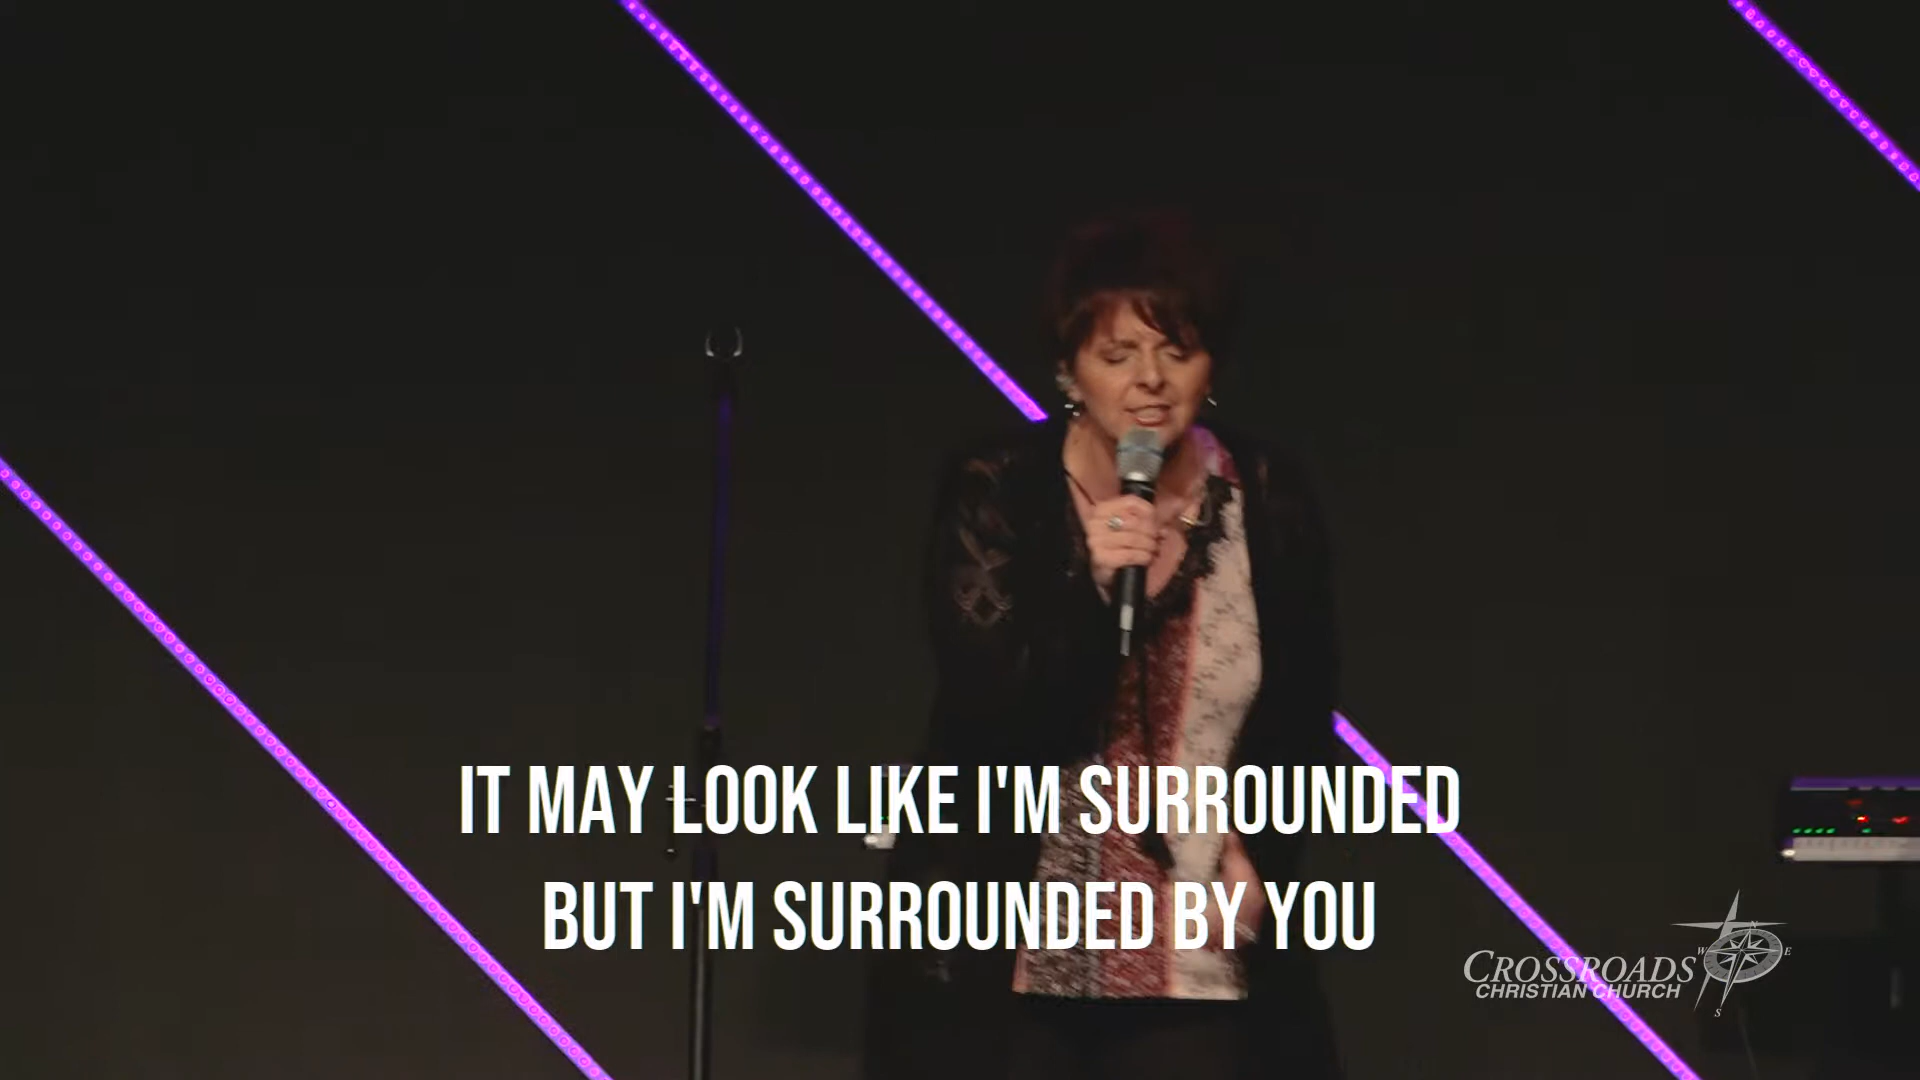 IT MAY LOOK LIKE I'M SURROUNDED
BUT I'M SURROUNDED BY YOU
N
W
E
CROSSROADS
CHRISTIAN CHURCH
S